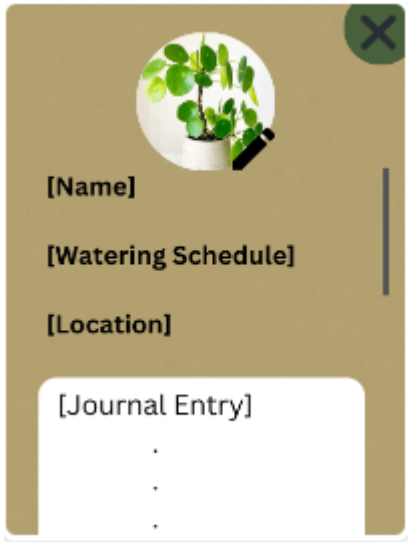 [Name]
[Watering Schedule]
[Location]
[Journal Entry]
.
.
.